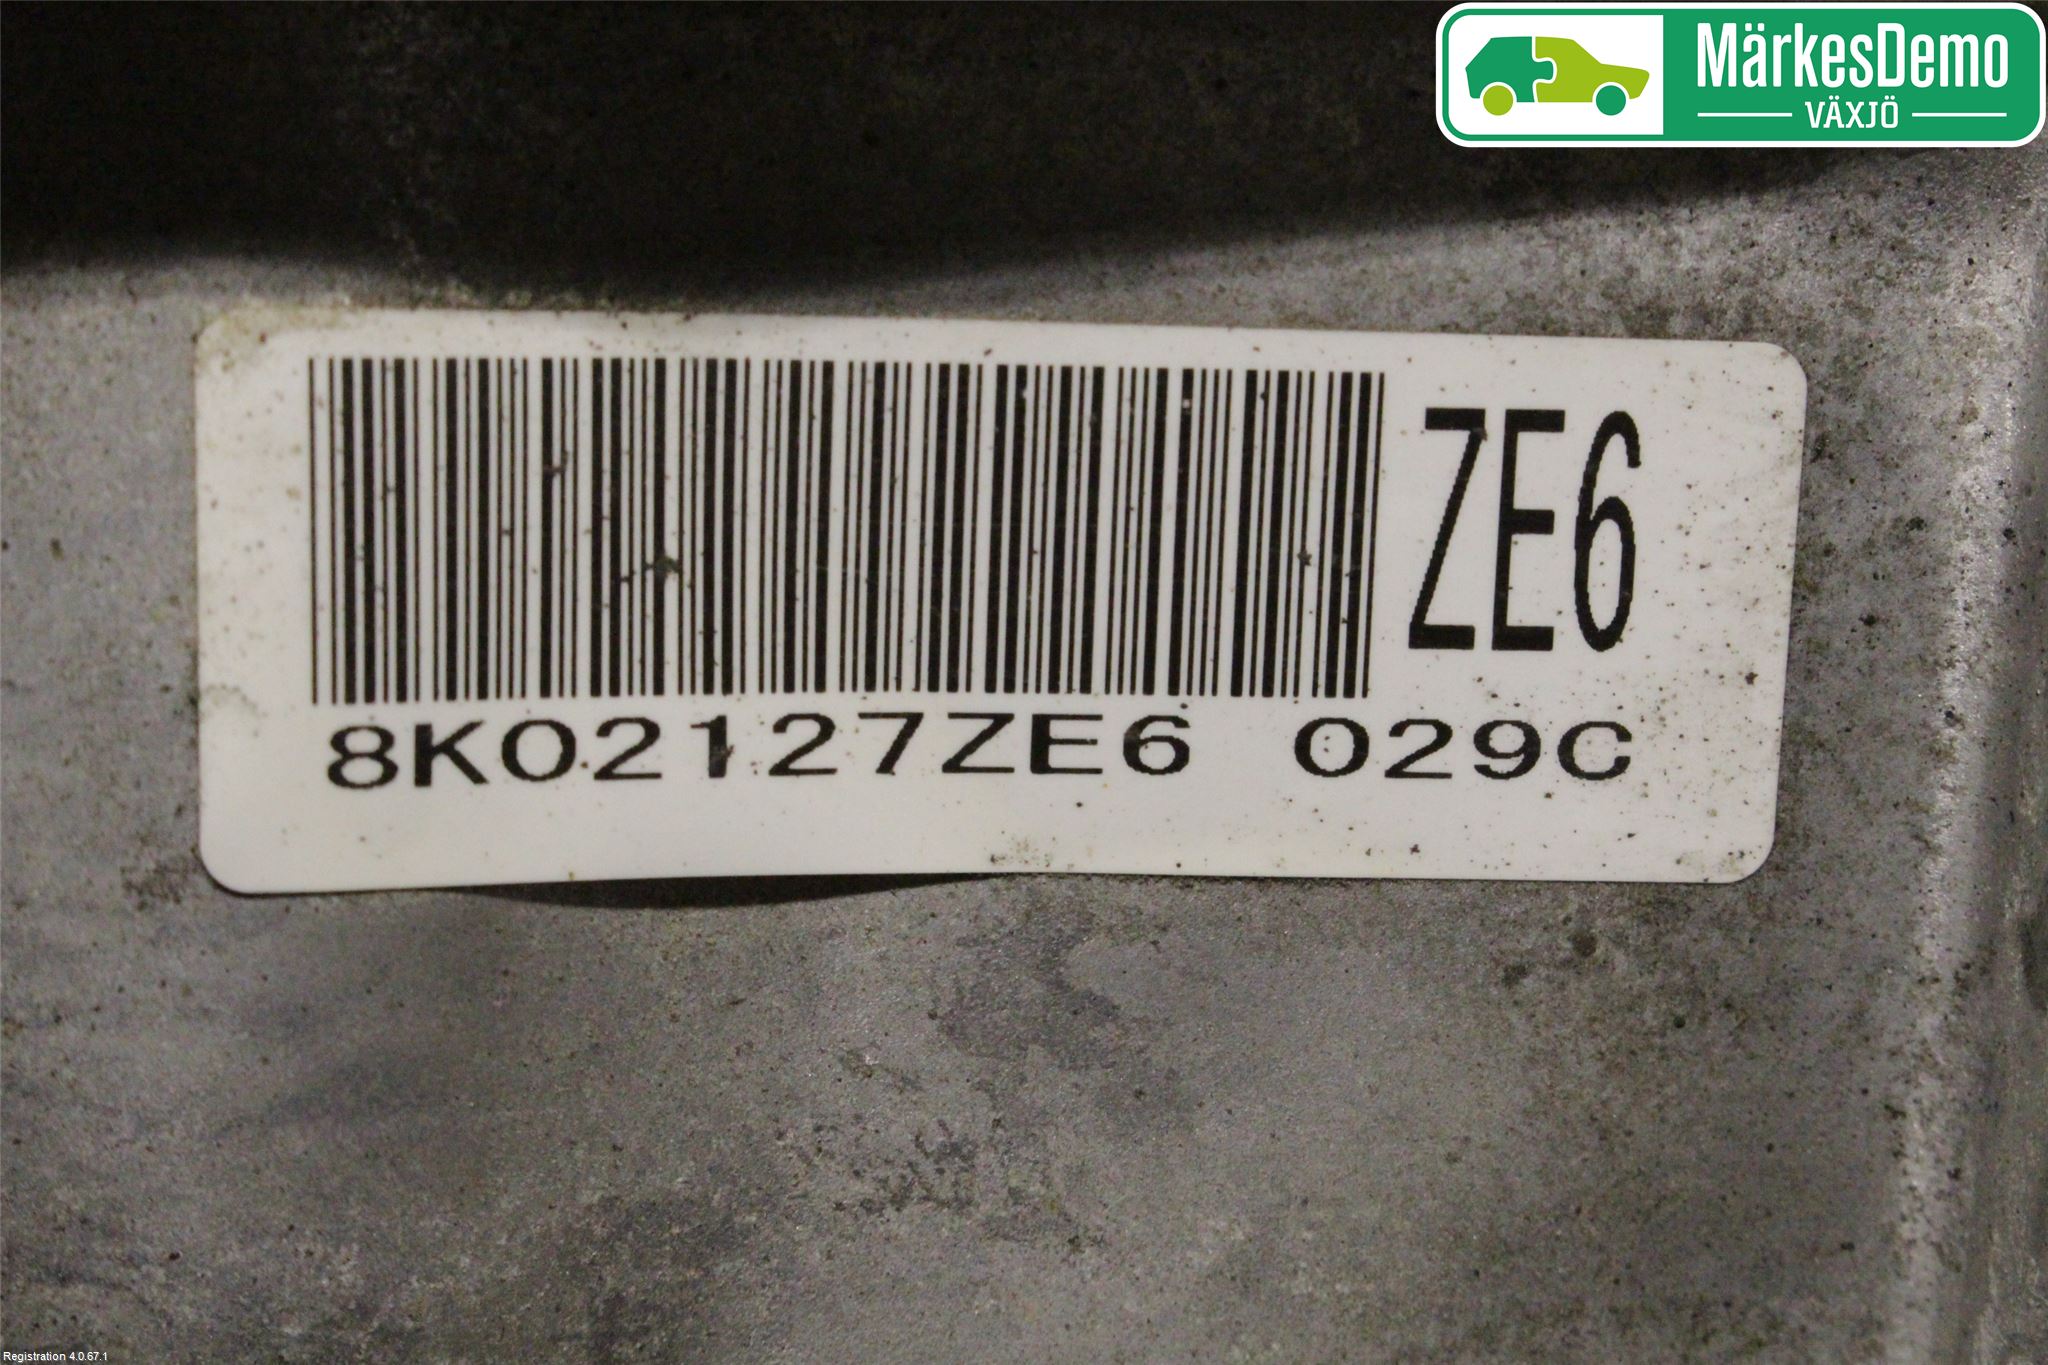 MärkesDemo
VÄXJÖ
ZE6
8K02127ZE6 029C
Registration 4.0.67.1